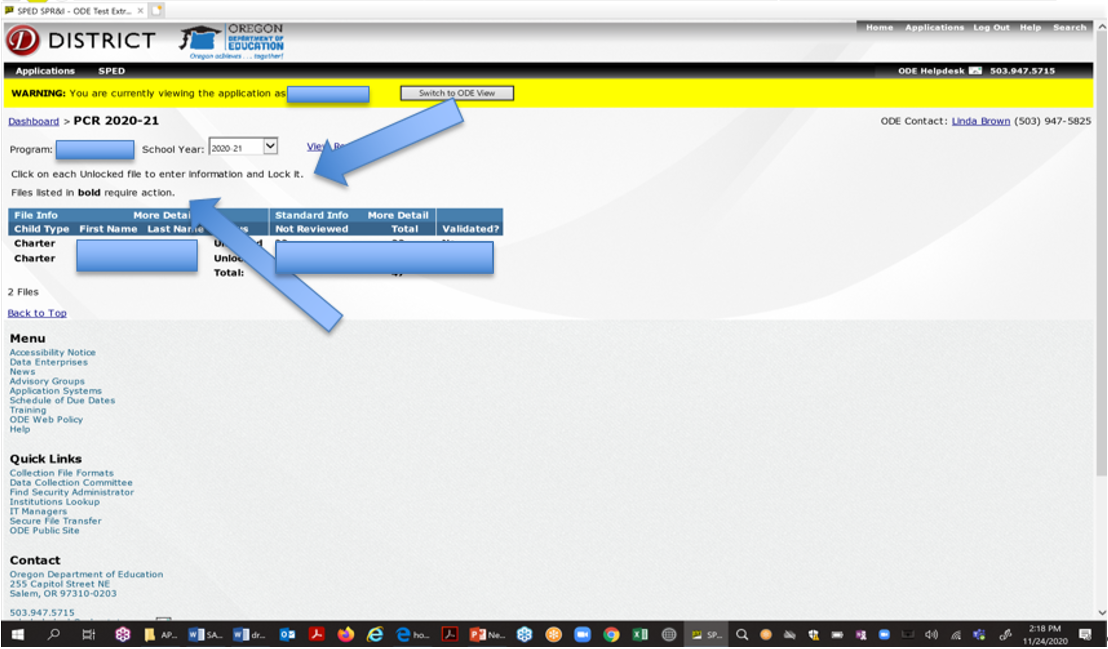 SPED SPR&I - ODE Test Extr...
DISTRICT
OREGON
DEPARTMENT OF
EDUCATION
Oregon achieves . . . together!
Home Applications Log Out Help Search
Applications SPED
ODE Helpdesk 503.947.5715
WARNING: You are currently viewing the application as
Switch to ODE View
Dashboard > PCR 2020-21
ODE Contact: Linda Brown (503) 947-5825
Program:
School Year: 2020-21
Click on each Unlocked file to enter information and Lock it.
Files listed in bold require action.
File Info More Detail Standard Info More Detail
Child Type First Name Last Name Not Reviewed Total Validated?
Charter
Charter
Total:
2 Files
Back to Top
Menu
Accessibility Notice
Data Enterprises
News
Advisory Groups
Application Systems
Schedule of Due Dates
Training
ODE Web Policy
Help
Quick Links
Collection File Formats
Data Collection Committee
Find Security Administrator
Institutions Lookup
IT Managers
Secure File Transfer
ODE Public Site
Contact
Oregon Department of Education
255 Capitol Street NE
Salem, OR 97310-0203
503.947.5715
AP... SA... dr... ho... Ne... SP...
2:18 PM
11/24/2020